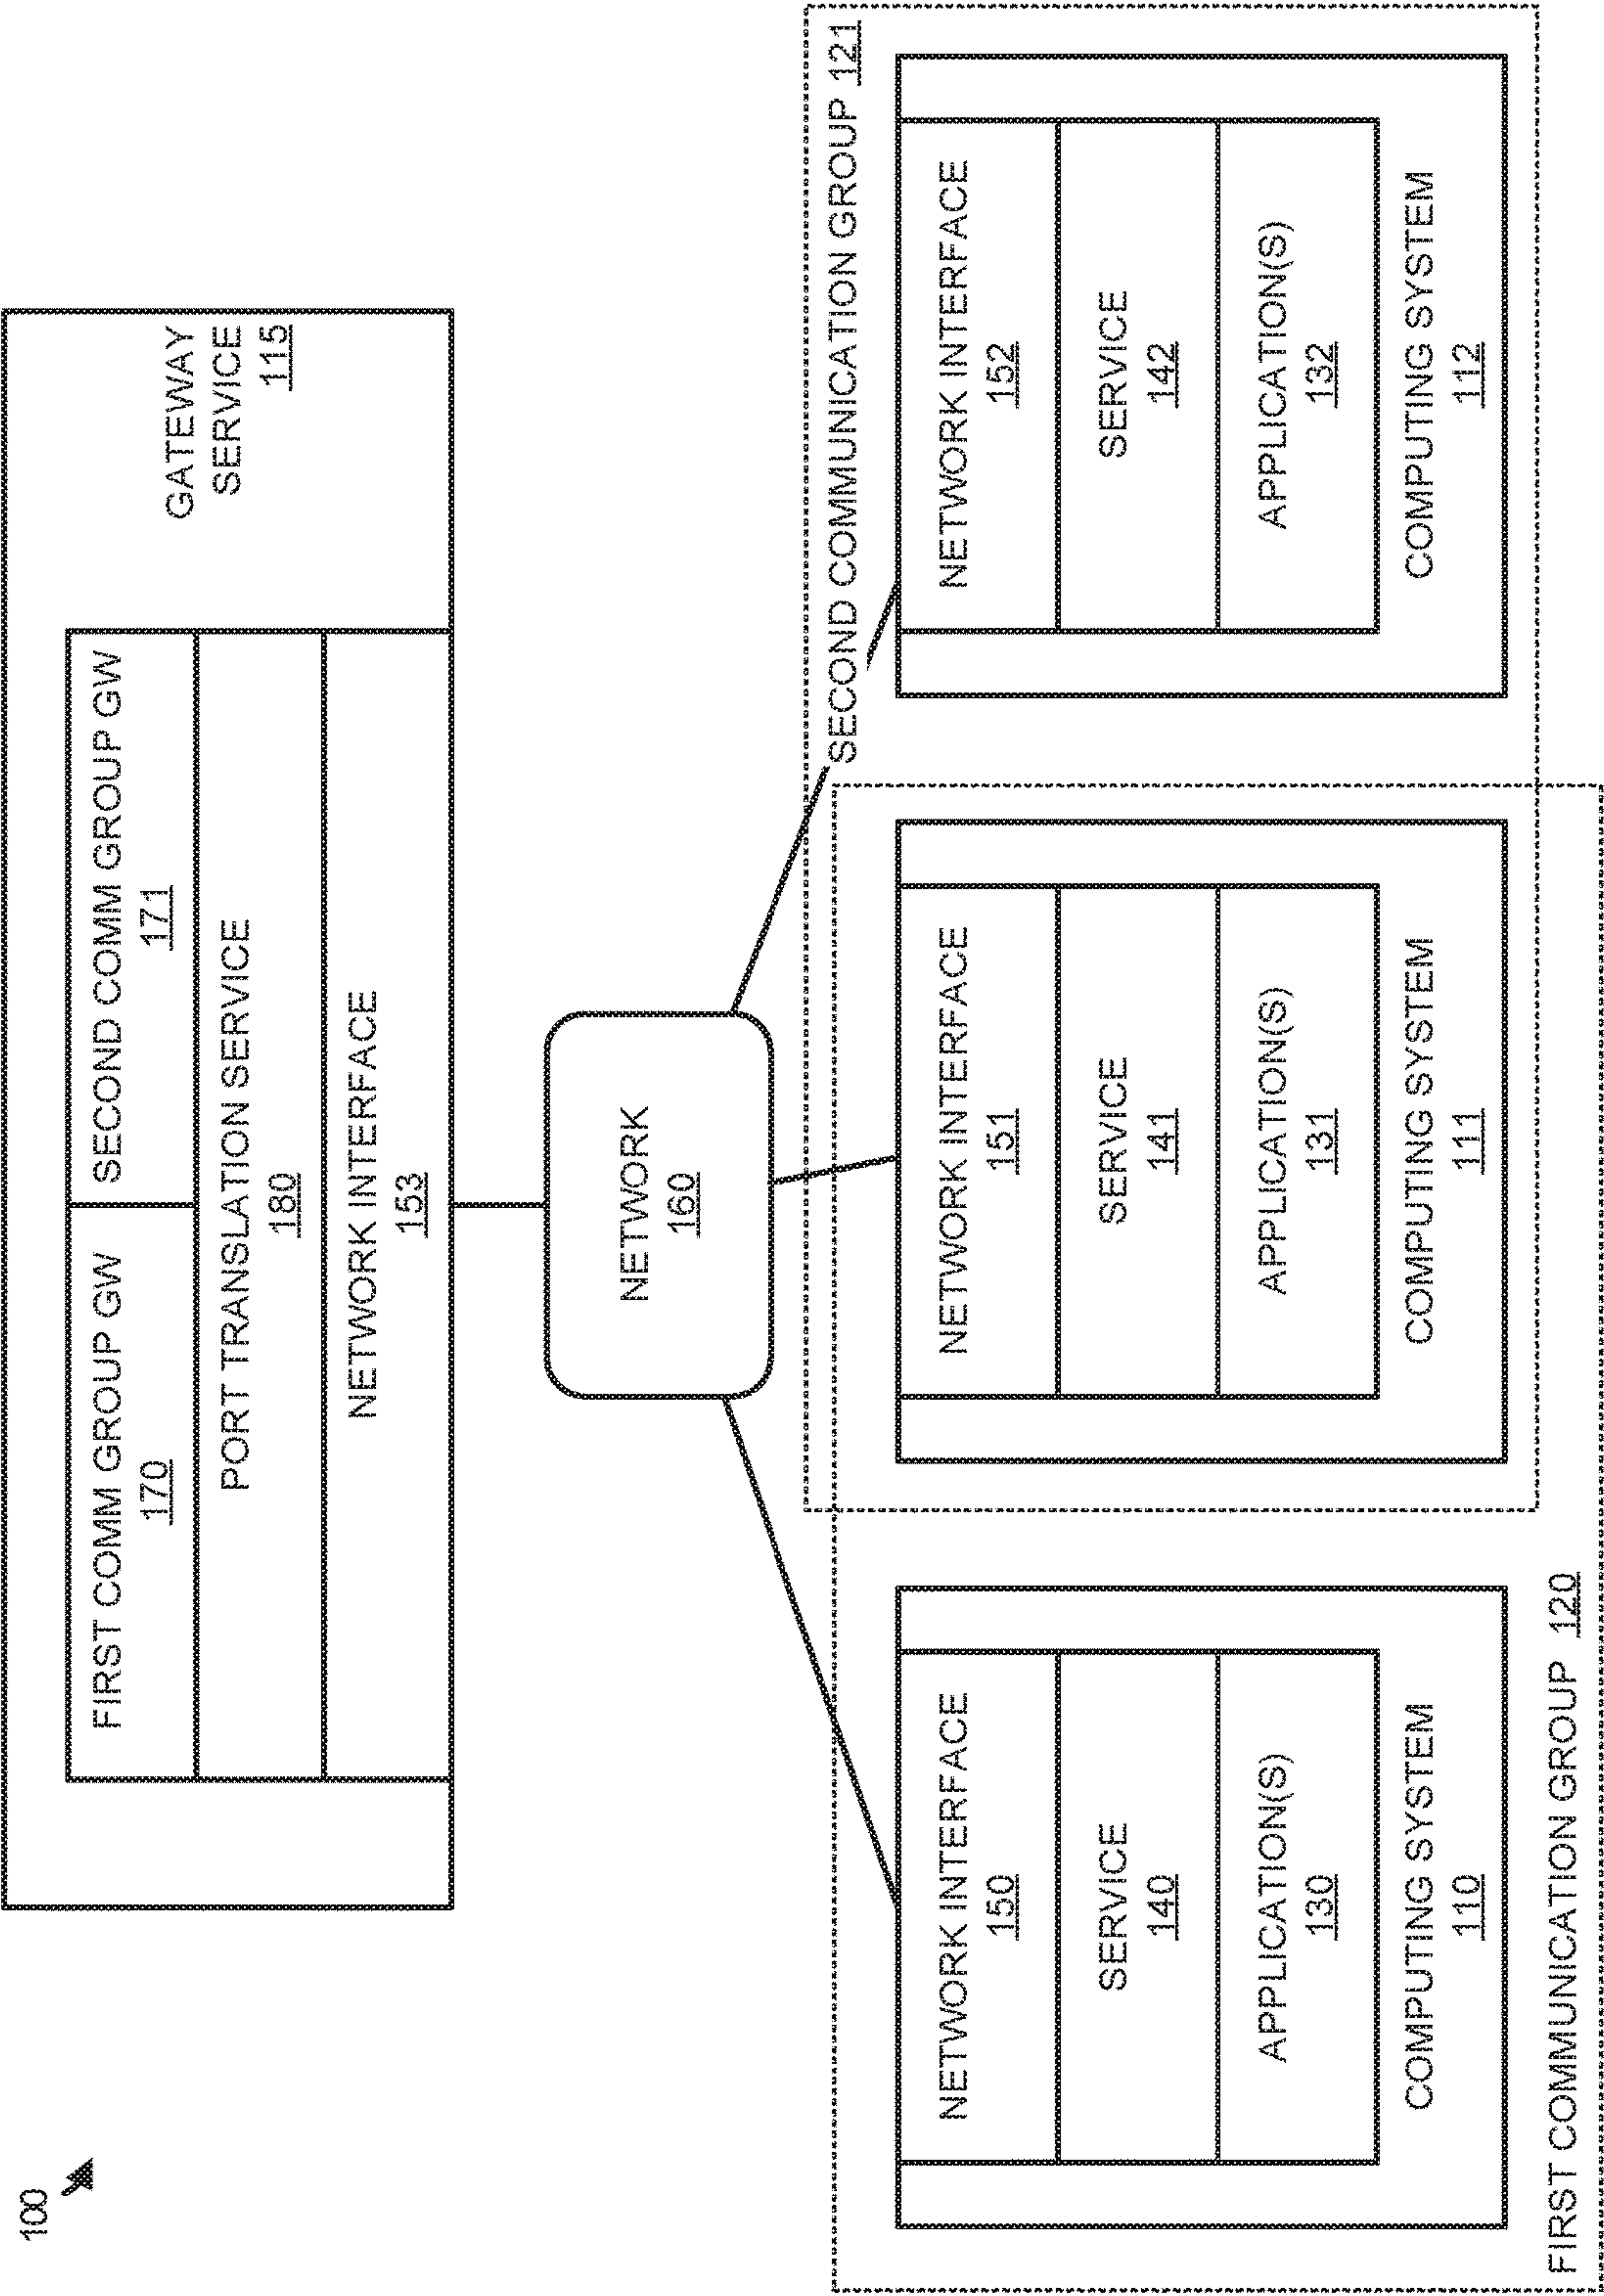 100
GATEWAY
SERVICE
115
FIRST COMM GROUP GW
170
SECOND COMM GROUP GW
171
PORT TRANSLATION SERVICE
180
NETWORK INTERFACE
153
NETWORK
160
SECOND COMMUNICATION GROUP 121
NETWORK INTERFACE
150
SERVICE
140
APPLICATION(S)
130
COMPUTING SYSTEM
110
NETWORK INTERFACE
151
SERVICE
141
APPLICATION(S)
131
COMPUTING SYSTEM
111
NETWORK INTERFACE
152
SERVICE
142
APPLICATION(S)
132
COMPUTING SYSTEM
112
FIRST COMMUNICATION GROUP 120